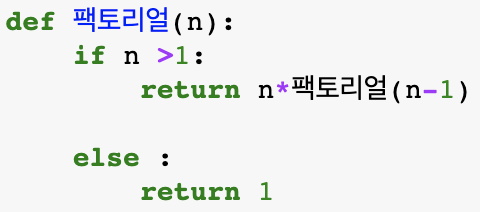 def 팩토리얼(n):
    if n >1:
        return n*팩토리얼(n-1)

    else :
        return 1